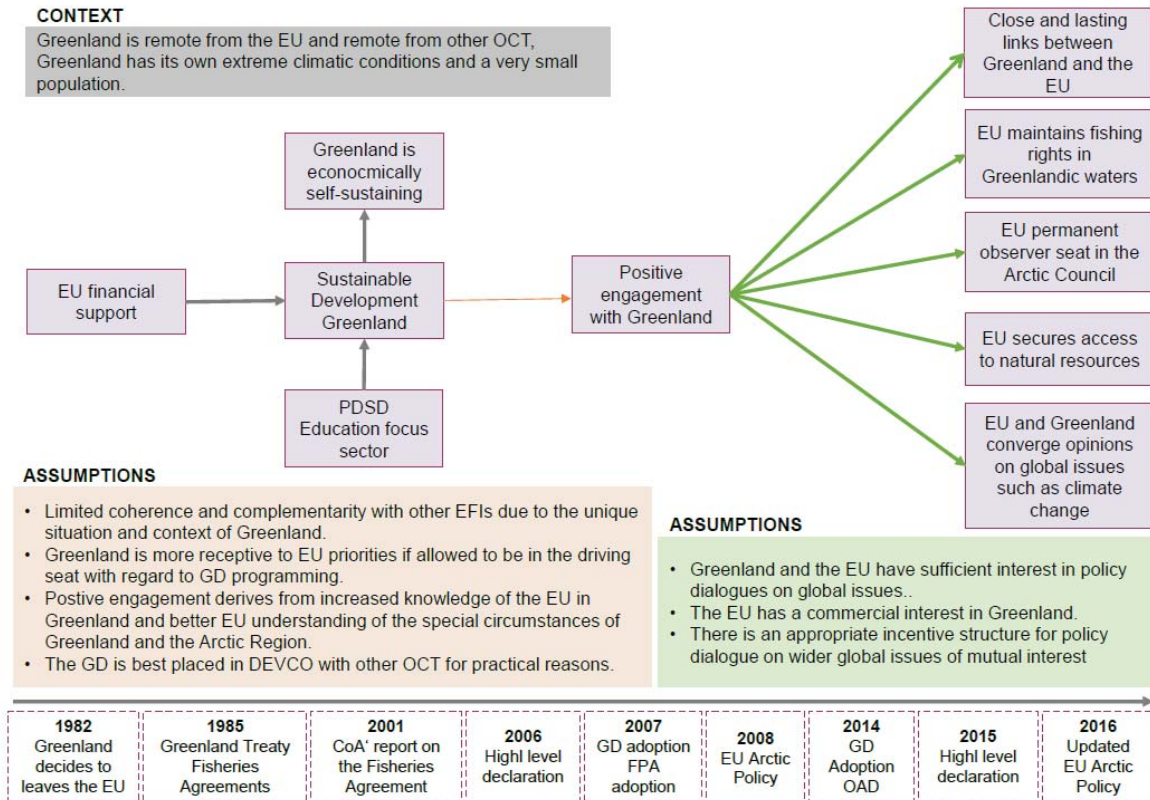 CONTEXT
Greenland is remote from the EU and remote from other OCT,
Greenland has its own extreme climatic conditions and a very small
population.
Close and lasting
links between
Greenland and the
EU
EU maintains fishing
rights in
Greenlandic waters
EU permanent
observer seat in the
Arctic Council
EU secures access
to natural resources
EU and Greenland
converge opinions
on global issues
such as climate
change
Greenland is
econocmically
self-sustaining
EU financial
support
Sustainable
Development
Greenland
Positive
engagement
with Greenland
PDSD
Education focus
sector
ASSUMPTIONS
• Limited coherence and complementarity with other EFIs due to the unique
situation and context of Greenland.
• Greenland is more receptive to EU priorities if allowed to be in the driving
seat with regard to GD programming.
• Postive engagement derives from increased knowledge of the EU in
Greenland and better EU understanding of the special circumstances of
Greenland and the Arctic Region.
• The GD is best placed in DEVCO with other OCT for practical reasons.
ASSUMPTIONS
• Greenland and the EU have sufficient interest in policy
dialogues on global issues..
• The EU has a commercial interest in Greenland.
• There is an appropriate incentive structure for policy
dialogue on wider global issues of mutual interest
1982
Greenland
decides to
leaves the EU
1985
Greenland Treaty
Fisheries
Agreements
2001
CoA' report on
the Fisheries
Agreement
2006
Highl level
declaration
2007
GD adoption
FPA
adoption
2008
EU Arctic
Policy
2014
GD
Adoption
OAD
2015
Highl level
declaration
2016
Updated
EU Arctic
Policy